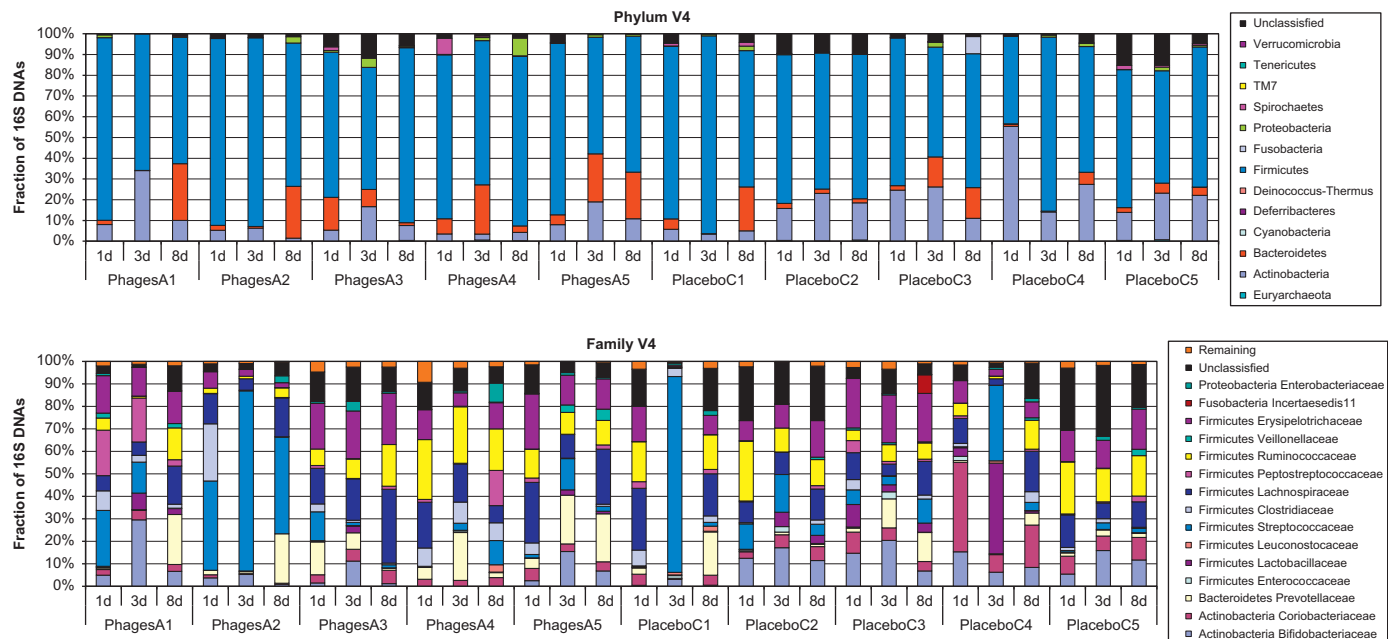 Phylum V4
Fraction of 16S DNAs
100%
90%
80%
70%
60%
50%
40%
30%
20%
10%
0%
1d 3d 8d 1d 3d 8d 1d 3d 8d 1d 3d 8d 1d 3d 8d 1d 3d 8d 1d 3d 8d 1d 3d 8d 1d 3d 8d 1d 3d 8d
PhagesA1 PhagesA2 PhagesA3 PhagesA4 PhagesA5 PlaceboC1 PlaceboC2 PlaceboC3 PlaceboC4 PlaceboC5
Unclassified
Verrucomicrobia
Tenericutes
TM7
Spirochaetes
Proteobacteria
Fusobacteria
Firmicutes
Deinococcus-Thermus
Deferribacteres
Cyanobacteria
Bacteroidetes
Actinobacteria
Euryarchaeota
Family V4
Fraction of 16S DNAs
100%
90%
80%
70%
60%
50%
40%
30%
20%
10%
0%
1d 3d 8d 1d 3d 8d 1d 3d 8d 1d 3d 8d 1d 3d 8d 1d 3d 8d 1d 3d 8d 1d 3d 8d 1d 3d 8d 1d 3d 8d
PhagesA1 PhagesA2 PhagesA3 PhagesA4 PhagesA5 PlaceboC1 PlaceboC2 PlaceboC3 PlaceboC4 PlaceboC5
Remaining
Unclassified
Proteobacteria Enterobacteriaceae
Fusobacteria Incertaesedis11
Firmicutes Erysipelotrichaceae
Firmicutes Veillonellaceae
Firmicutes Ruminococcaceae
Firmicutes Peptostreptococcaceae
Firmicutes Lachnospiraceae
Firmicutes Clostridiaceae
Firmicutes Streptococcaceae
Firmicutes Leuconostocaceae
Firmicutes Lactobacillaceae
Firmicutes Enterococcaceae
Bacteroidetes Prevotellaceae
Actinobacteria Coriobacteriaceae
Actinobacteria Bifidobacteriaceae